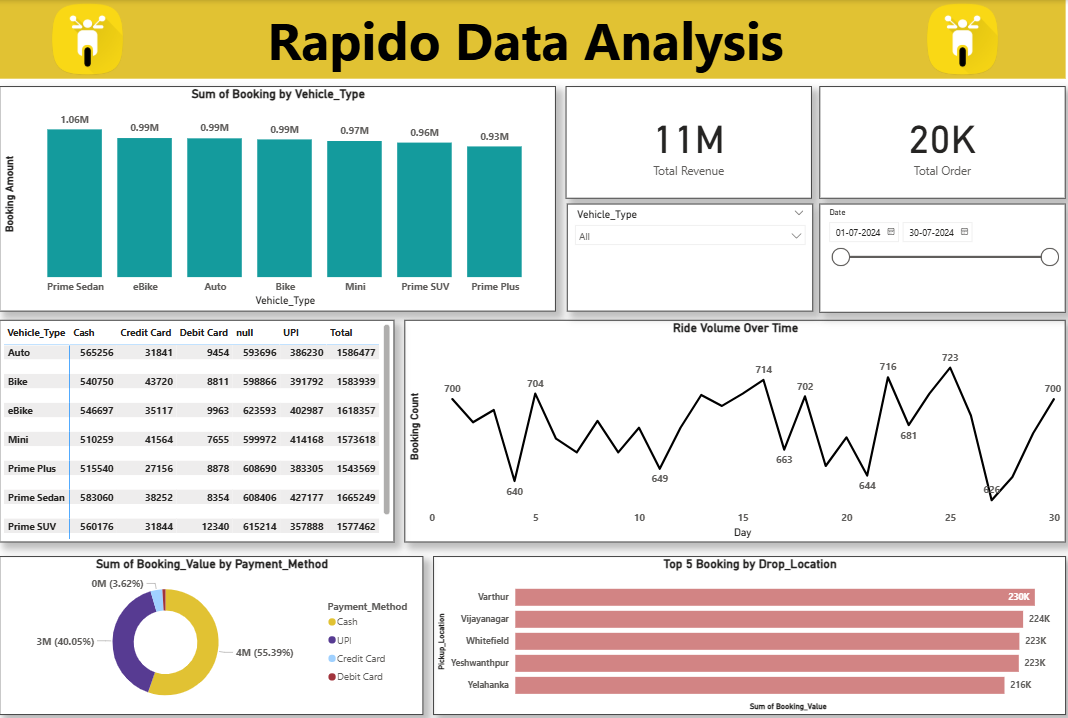 Rapido Data Analysis
Sum of Booking by Vehicle_Type
Booking Amount
1.06M 0.99M 0.99M 0.99M 0.97M 0.96M 0.93M
Prime Sedan eBike Auto Bike Mini Prime SUV Prime Plus
Vehicle_Type
11M
Total Revenue
20K
Total Order
Vehicle_Type
All
Date
01-07-2024 30-07-2024
Vehicle_Type Cash Credit Card Debit Card null UPI Total
Auto 565256 31841 9454 593696 386230 1586477
Bike 540750 43720 8811 598866 391792 1583939
eBike 546697 35117 9963 623593 402987 1618357
Mini 510259 41564 7655 599972 414168 1573618
Prime Plus 515540 27156 8878 608690 383305 1543569
Prime Sedan 583060 38252 8354 608406 427177 1665249
Prime SUV 560176 31844 12340 615214 357888 1577462
Ride Volume Over Time
Booking Count
700 640 704 649 714 663 702 644 716 681 723 626 700
0 5 10 15 20 25 30
Day
Sum of Booking_Value by Payment_Method
0M (3.62%)
3M (40.05%)
4M (55.39%)
Payment_Method
Cash
UPI
Credit Card
Debit Card
Top 5 Booking by Drop_Location
Pickup_Location
Varthur 230K
Vijayanagar 224K
Whitefield 223K
Yeshwanthpur 223K
Yelahanka 216K
Sum of Booking_Value